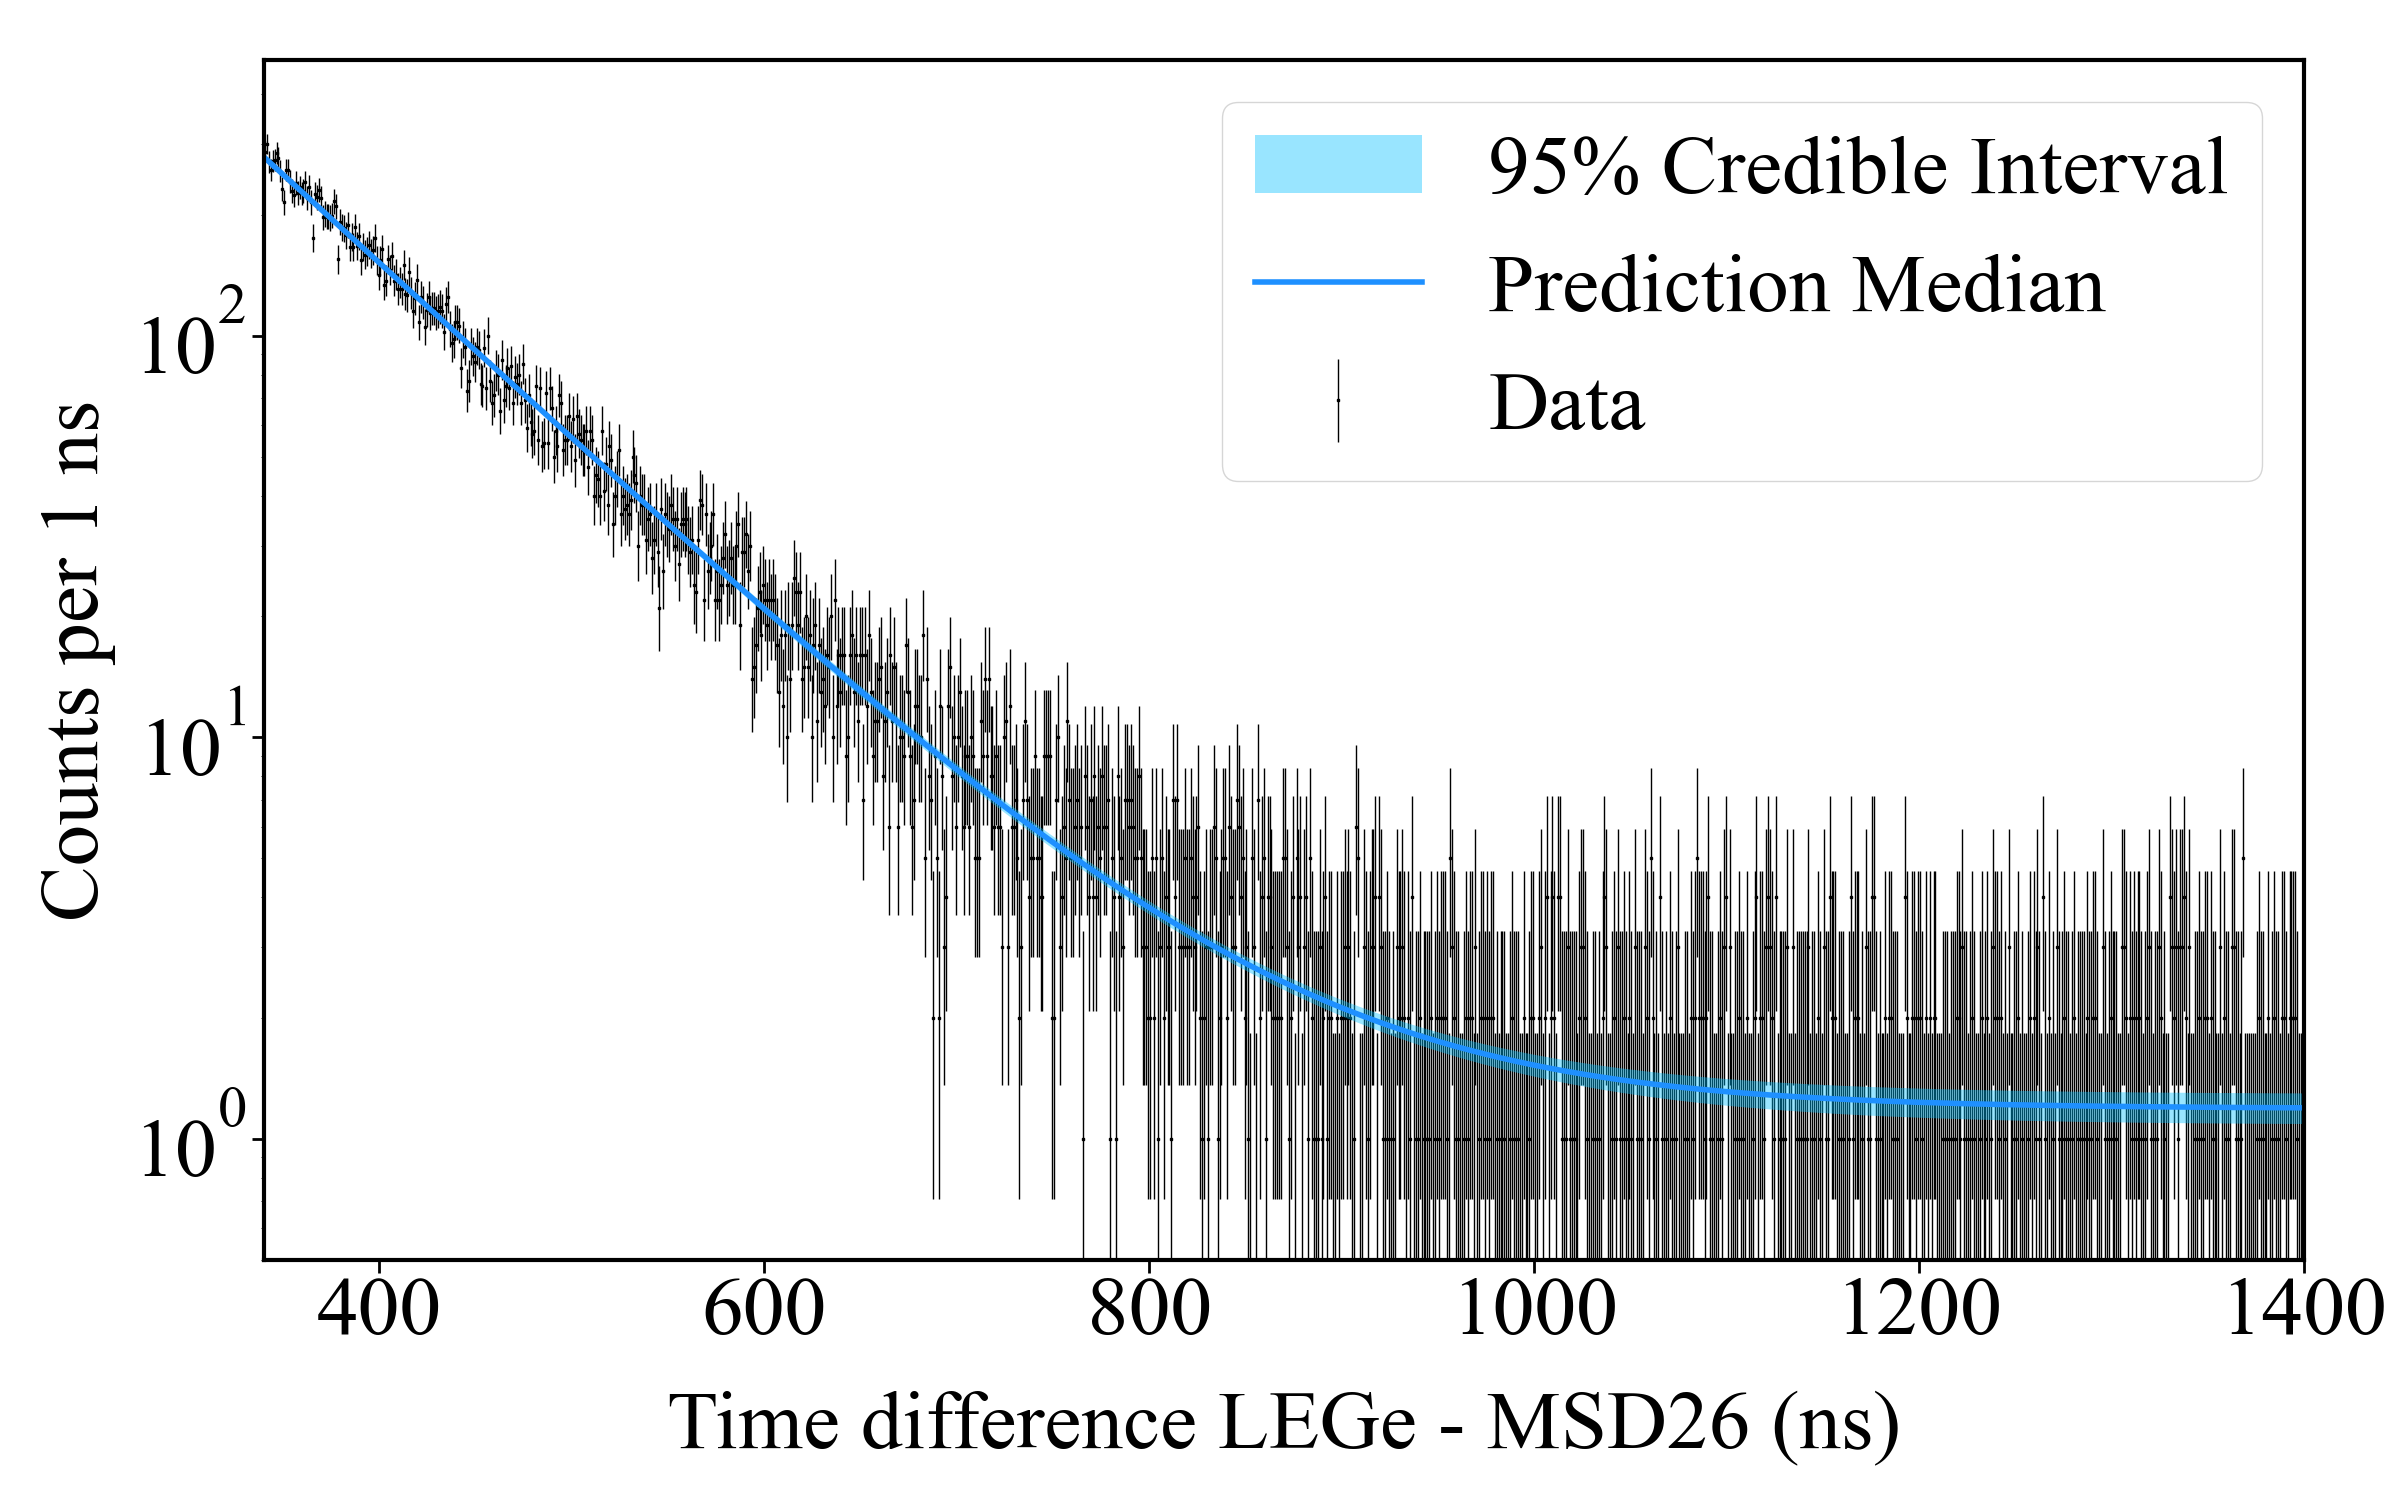 95% Credible Interval
Prediction Median
Data
10^2
10^1
10^0
Counts per 1 ns
400 600 800 1000 1200 1400
Time difference LEGe - MSD26 (ns)